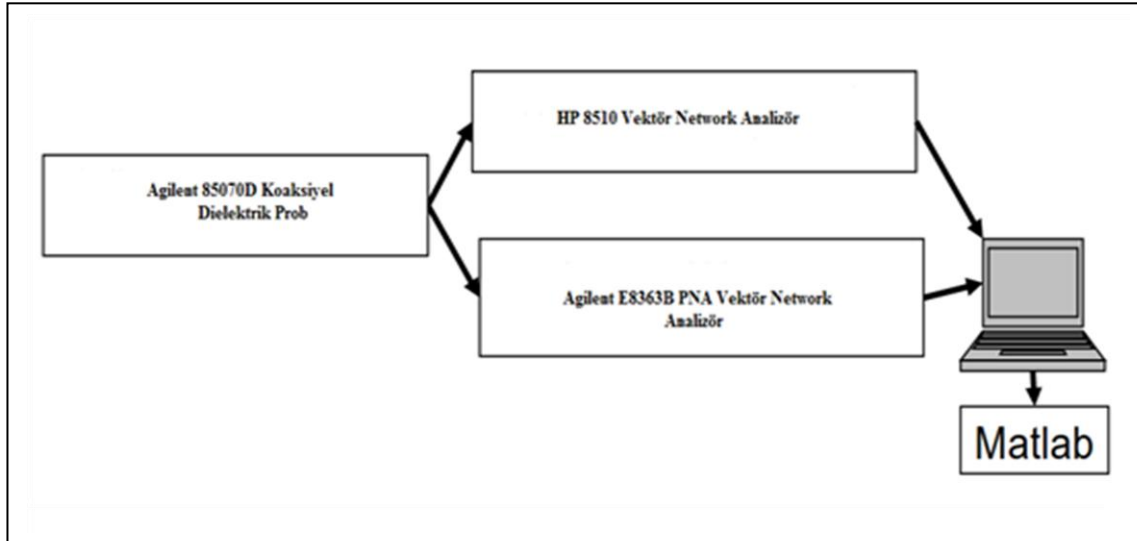 HP 8510 Vektör Network Analizör
Agilent 85070D Koaksiyel
Dielektrik Prob
Agilent E8363B PNA Vektör Network
Analizör
Matlab